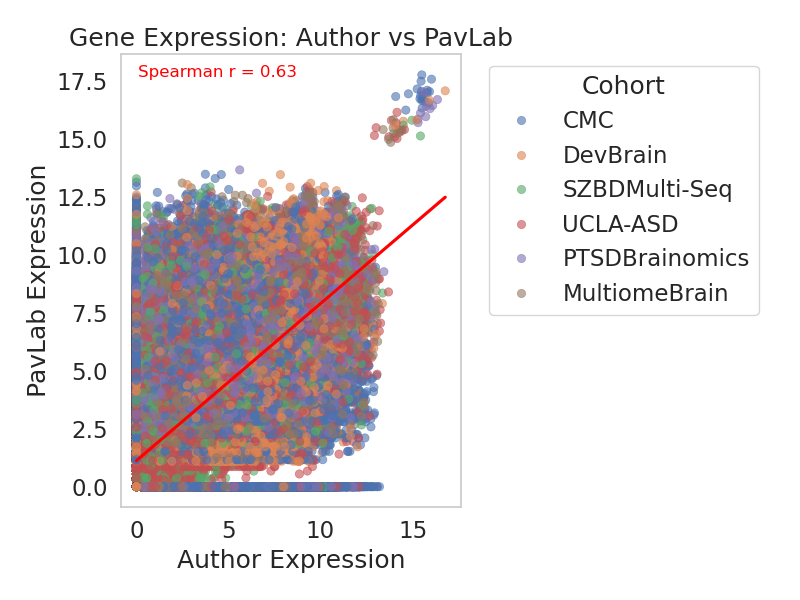 Gene Expression: Author vs PavLab
Spearman r = 0.63
17.5
15.0
12.5
10.0
7.5
5.0
2.5
0.0
PavLab Expression
0 5 10 15
Author Expression
Cohort
CMC
DevBrain
SZBDMulti-Seq
UCLA-ASD
PTSDBrainomics
MultiomeBrain